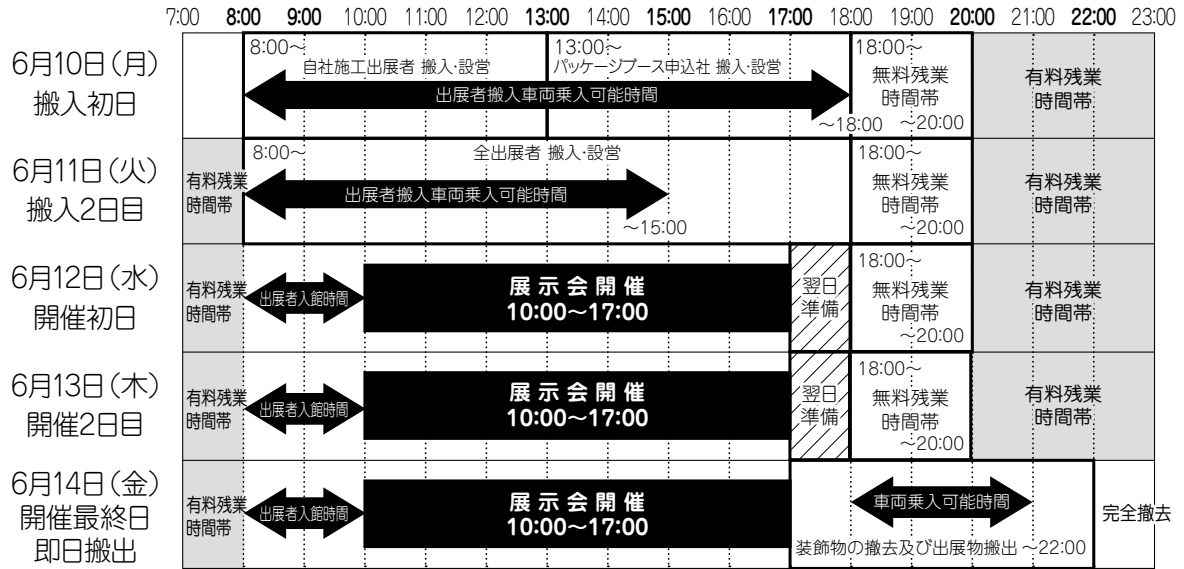 7:00 8:00 9:00 10:00 11:00 12:00 13:00 14:00 15:00 16:00 17:00 18:00 19:00 20:00 21:00 22:00 23:00
6月10日(月)
搬入初日
8:00〜
自社施工出展者 搬入・設営
13:00〜
パッケージブース申込社 搬入・設営
出展者搬入車両乗入可能時間
〜18:00
18:00〜
無料残業
時間帯
〜20:00
有料残業
時間帯
6月11日(火)
搬入2日目
有料残業
時間帯
8:00〜
全出展者 搬入・設営
出展者搬入車両乗入可能時間
〜15:00
18:00〜
無料残業
時間帯
〜20:00
有料残業
時間帯
6月12日(水)
開催初日
有料残業
時間帯
出展者入館時間
展示会開催
10:00〜17:00
翌日
準備
18:00〜
無料残業
時間帯
〜20:00
有料残業
時間帯
6月13日(木)
開催2日目
有料残業
時間帯
出展者入館時間
展示会開催
10:00〜17:00
翌日
準備
18:00〜
無料残業
時間帯
〜20:00
有料残業
時間帯
6月14日(金)
開催最終日
即日搬出
有料残業
時間帯
出展者入館時間
展示会開催
10:00〜17:00
車両乗入可能時間
装飾物の撤去及び出展物搬出 〜22:00
完全撤去